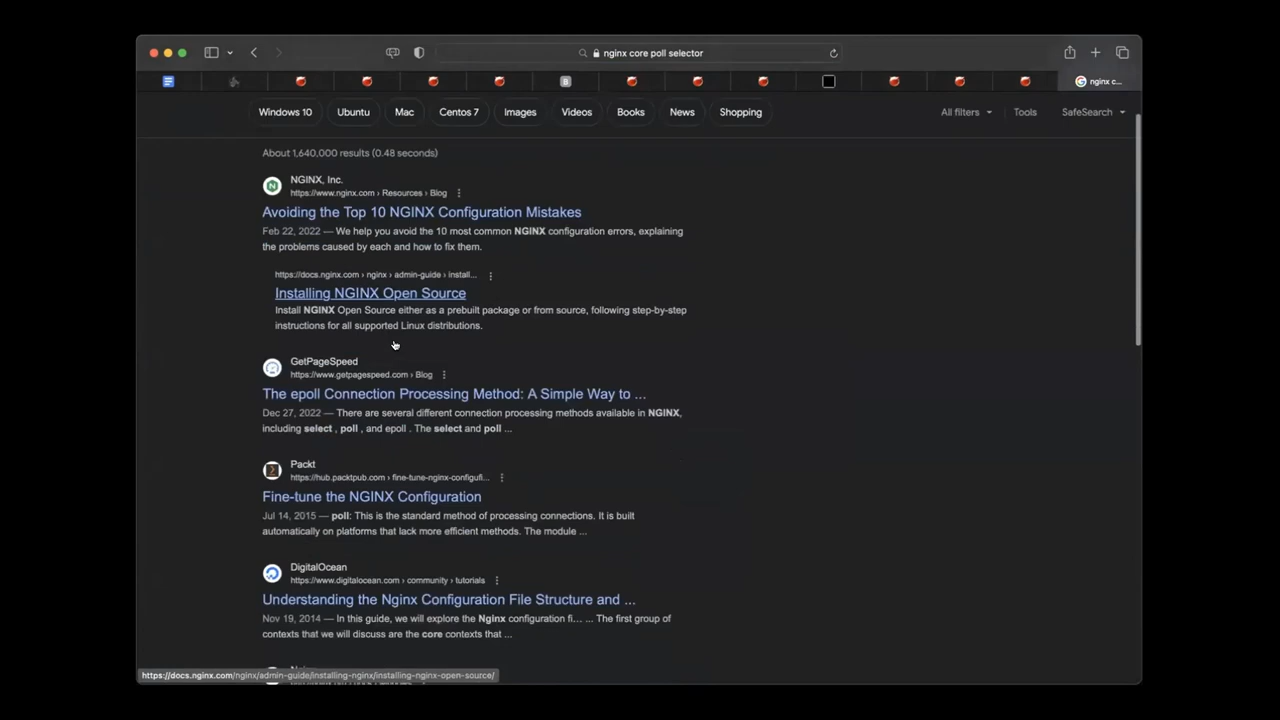 nginx core poll selector
nginx c...
Windows 10
Ubuntu
Mac
Centos 7
Images
Videos
Books
News
Shopping
All filters
Tools
SafeSearch
About 1,640,000 results (0.48 seconds)
NGINX, Inc.
https://www.nginx.com › Resources › Blog
Avoiding the Top 10 NGINX Configuration Mistakes
Feb 22, 2022 — We help you avoid the 10 most common NGINX configuration errors, explaining
the problems caused by each and how to fix them.
https://docs.nginx.com › nginx › admin-guide › install...
Installing NGINX Open Source
Install NGINX Open Source either as a prebuilt package or from source, following step-by-step
instructions for all supported Linux distributions.
GetPageSpeed
https://www.getpagespeed.com › Blog
The epoll Connection Processing Method: A Simple Way to ...
Dec 27, 2022 — There are several different connection processing methods available in NGINX,
including select , poll , and epoll . The select and poll ...
Packt
https://hub.packtpub.com › fine-tune-nginx-configufi...
Fine-tune the NGINX Configuration
Jul 14, 2015 — poll: This is the standard method of processing connections. It is built
automatically on platforms that lack more efficient methods. The module ...
DigitalOcean
https://www.digitalocean.com › community › tutorials
Understanding the Nginx Configuration File Structure and ...
Nov 19, 2014 — In this guide, we will explore the Nginx configuration fi... ... The first group of
contexts that we will discuss are the core contexts that ...
https://docs.nginx.com/nginx/admin-guide/installing-nginx/installing-nginx-open-source/